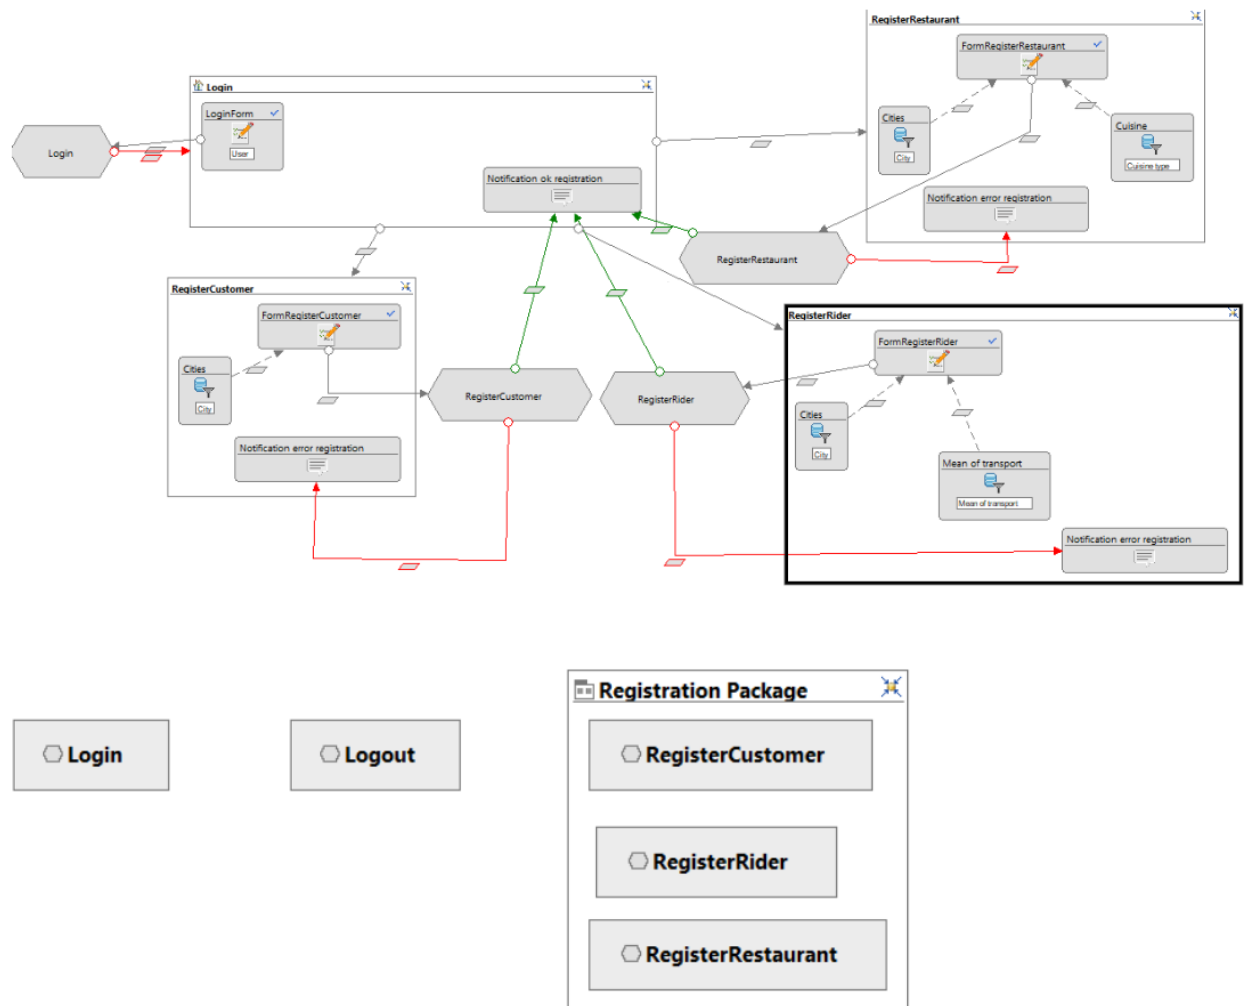 RegisterRestaurant
FormRegisterRestaurant
Login
LoginForm
User
Cities
City
Cuisine
Cuisine type
Login
Notification ok registration
Notification error registration
RegisterRestaurant
RegisterCustomer
FormRegisterCustomer
RegisterRider
FormRegisterRider
Cities
City
RegisterCustomer
RegisterRider
Cities
City
Notification error registration
Mean of transport
Mean of transport
Notification error registration
Registration Package
Login
Logout
RegisterCustomer
RegisterRider
RegisterRestaurant